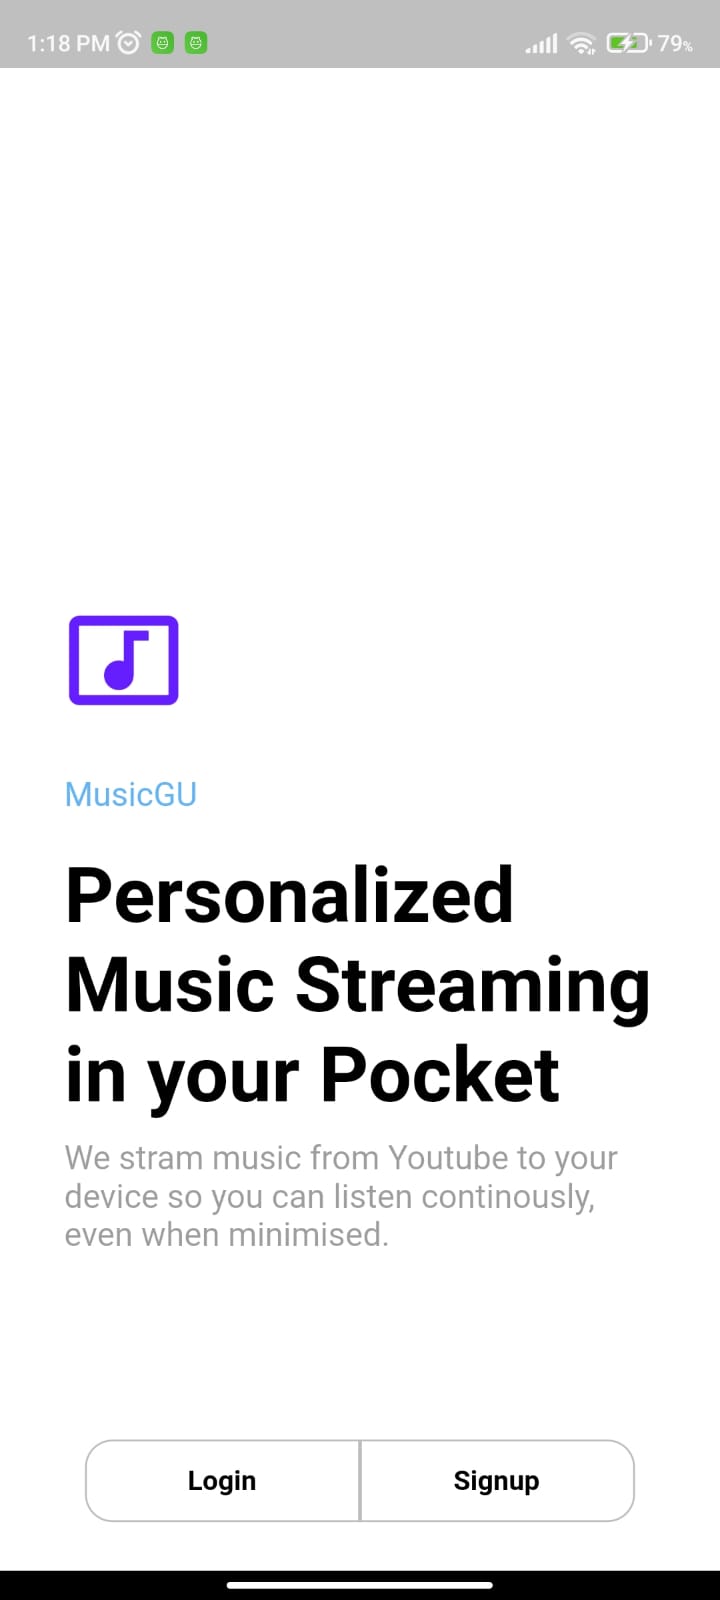 1:18 PM 79%
MusicGU
Personalized
Music Streaming
in your Pocket
We stram music from Youtube to your
device so you can listen continously,
even when minimised.
Login Signup